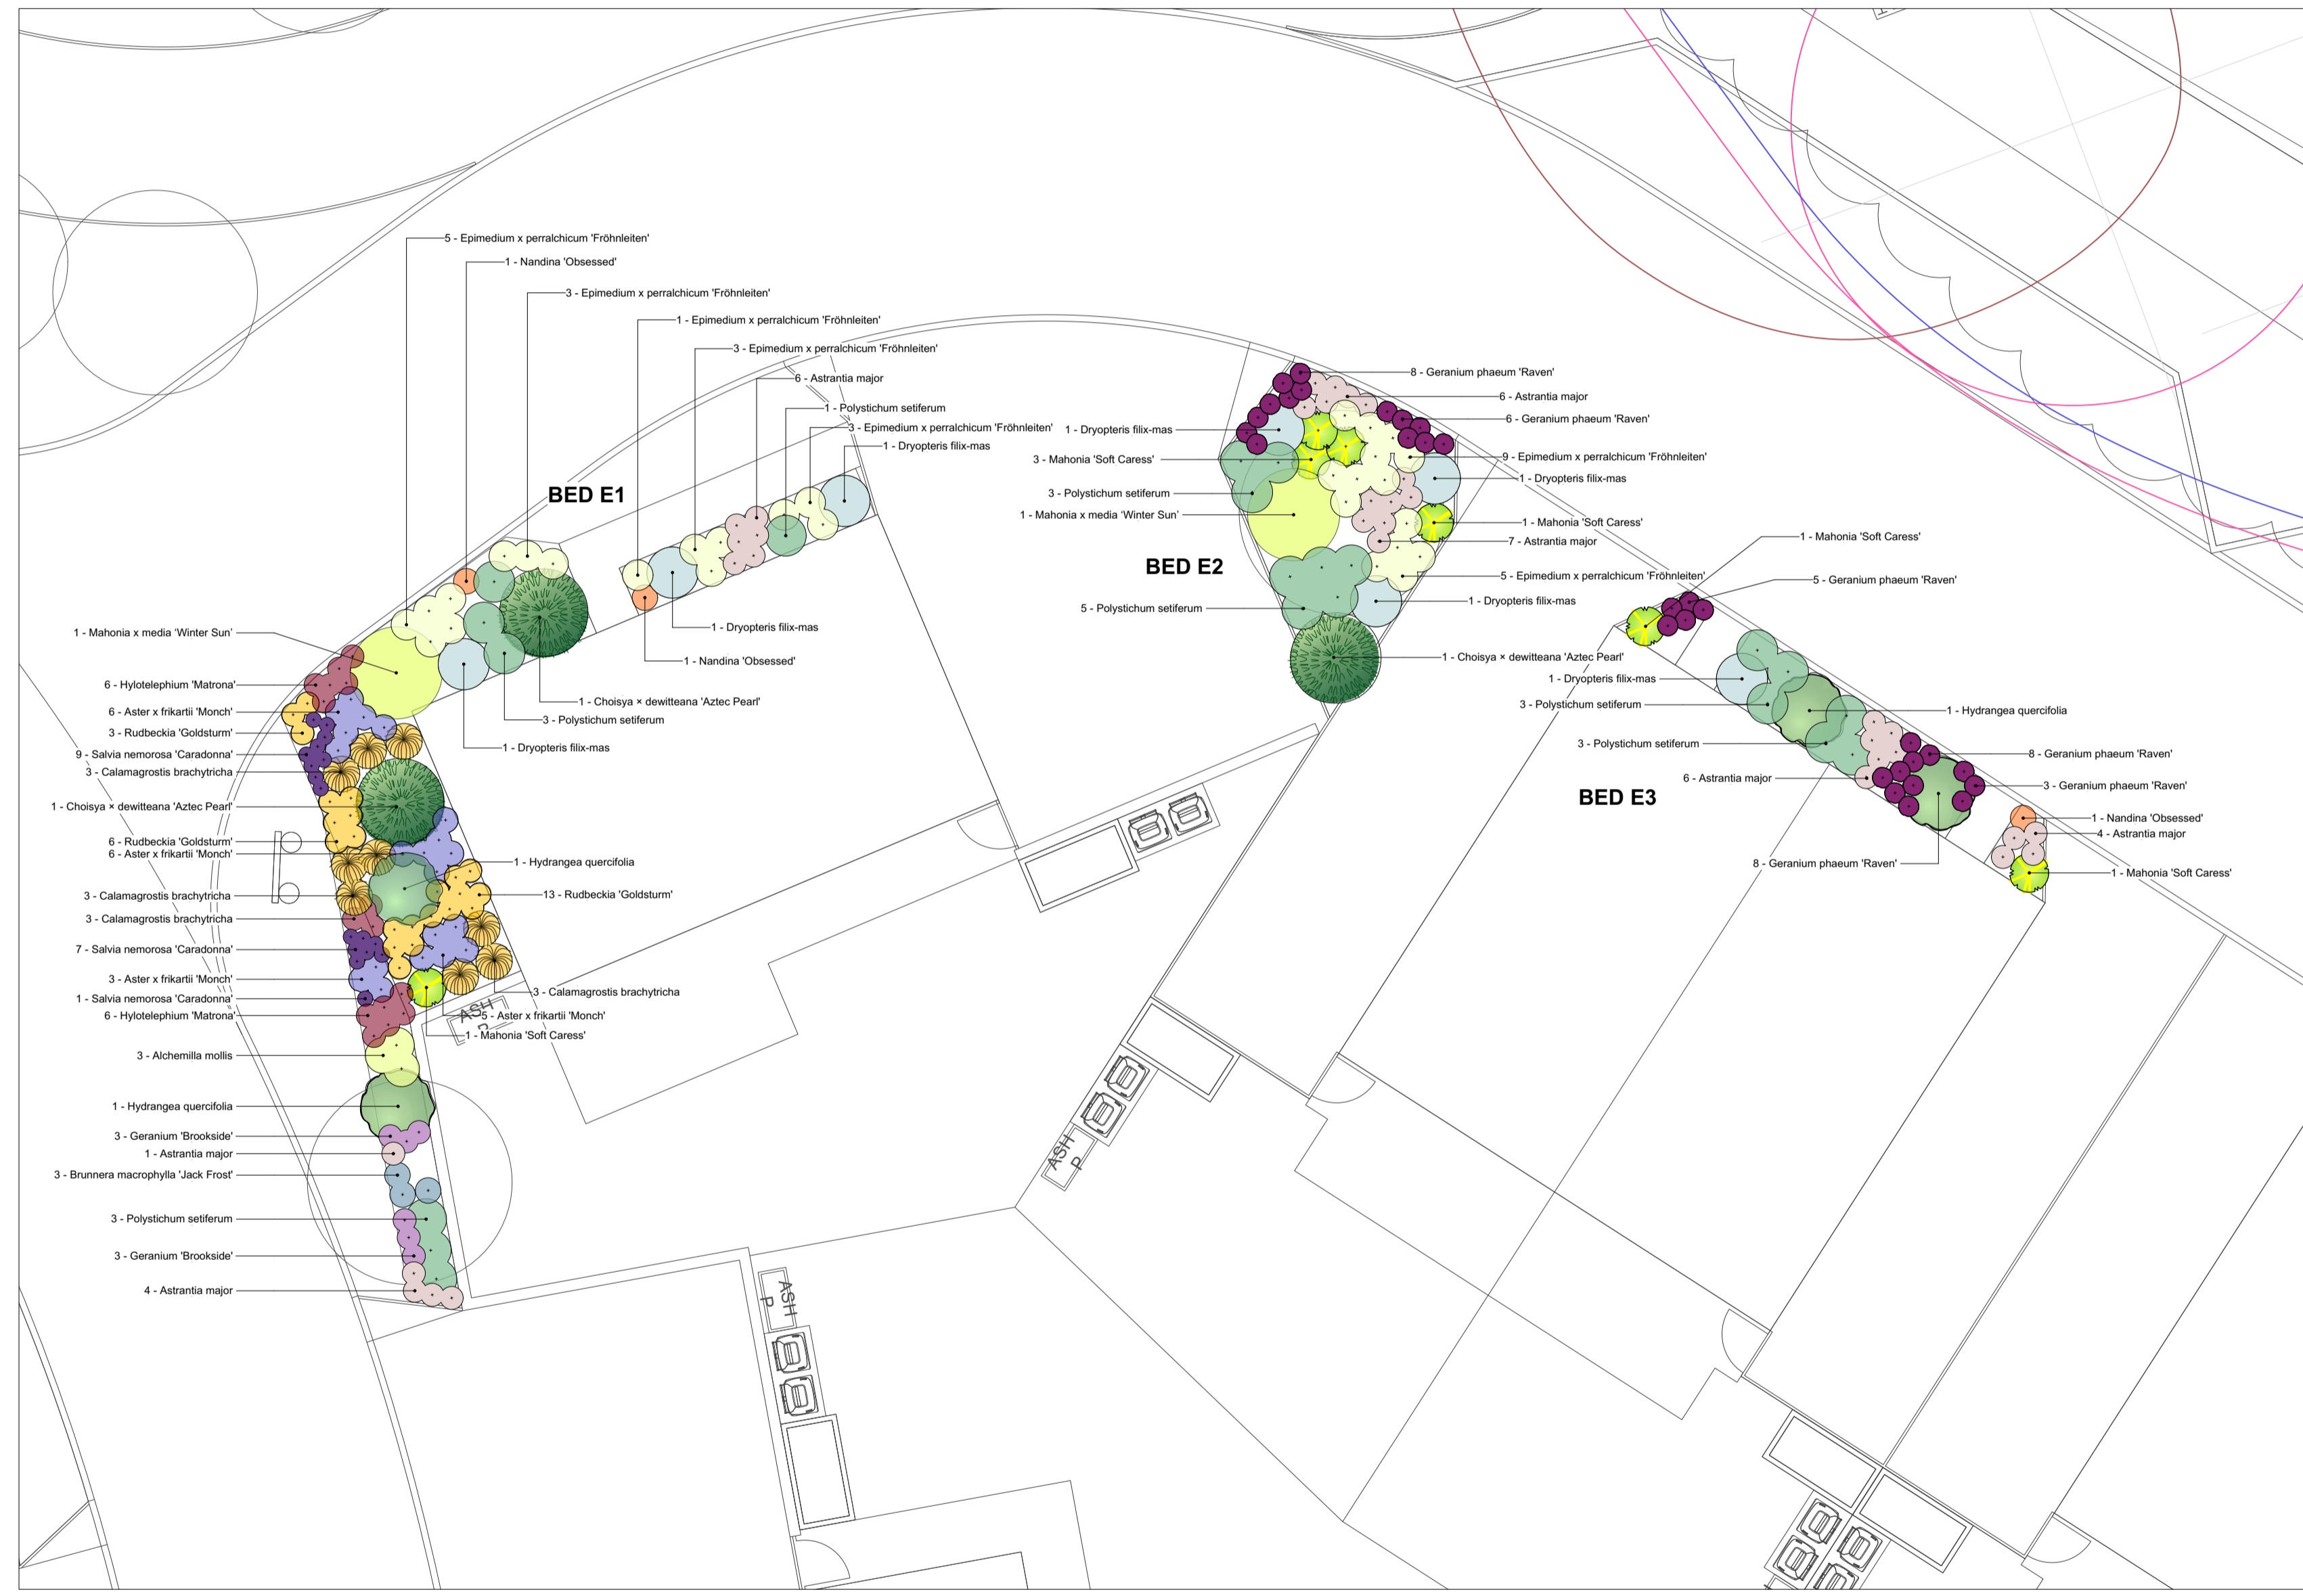 5 - Epimedium x perralchicum 'Fröhnleiten'
1 - Nandina 'Obsessed'
3 - Epimedium x perralchicum 'Fröhnleiten'
1 - Epimedium x perralchicum 'Fröhnleiten'
3 - Epimedium x perralchicum 'Fröhnleiten'
6 - Astrantia major
1 - Polystichum setiferum
3 - Epimedium x perralchicum 'Fröhnleiten'
1 - Dryopteris filix-mas
BED E1
1 - Dryopteris filix-mas
1 - Nandina 'Obsessed'
1 - Choisya × dewitteana 'Aztec Pearl'
3 - Polystichum setiferum
1 - Dryopteris filix-mas
1 - Mahonia x media ‘Winter Sun’
6 - Hylotelephium 'Matrona'
6 - Aster x frikartii 'Monch'
3 - Rudbeckia 'Goldsturm'
9 - Salvia nemorosa 'Caradonna'
3 - Calamagrostis brachytricha
1 - Choisya × dewitteana 'Aztec Pearl'
6 - Rudbeckia 'Goldsturm'
6 - Aster x frikartii 'Monch'
3 - Calamagrostis brachytricha
3 - Calamagrostis brachytricha
7 - Salvia nemorosa 'Caradonna'
3 - Aster x frikartii 'Monch'
1 - Salvia nemorosa 'Caradonna'
6 - Hylotelephium 'Matrona'
3 - Alchemilla mollis
1 - Hydrangea quercifolia
3 - Geranium 'Brookside'
1 - Astrantia major
3 - Brunnera macrophylla 'Jack Frost'
3 - Polystichum setiferum
3 - Geranium 'Brookside'
4 - Astrantia major
1 - Hydrangea quercifolia
13 - Rudbeckia 'Goldsturm'
3 - Calamagrostis brachytricha
5 - Aster x frikartii 'Monch'
1 - Mahonia 'Soft Caress'
ASH
P
ASH
P
ASH
P
8 - Geranium phaeum 'Raven'
6 - Astrantia major
6 - Geranium phaeum 'Raven'
1 - Dryopteris filix-mas
3 - Mahonia 'Soft Caress'
9 - Epimedium x perralchicum 'Fröhnleiten'
1 - Dryopteris filix-mas
3 - Polystichum setiferum
1 - Mahonia x media ‘Winter Sun’
1 - Mahonia 'Soft Caress'
7 - Astrantia major
BED E2
5 - Epimedium x perralchicum 'Fröhnleiten'
1 - Dryopteris filix-mas
5 - Polystichum setiferum
1 - Choisya × dewitteana 'Aztec Pearl'
1 - Mahonia 'Soft Caress'
5 - Geranium phaeum 'Raven'
1 - Dryopteris filix-mas
3 - Polystichum setiferum
1 - Hydrangea quercifolia
3 - Polystichum setiferum
8 - Geranium phaeum 'Raven'
6 - Astrantia major
3 - Geranium phaeum 'Raven'
BED E3
1 - Nandina 'Obsessed'
4 - Astrantia major
8 - Geranium phaeum 'Raven'
1 - Mahonia 'Soft Caress'